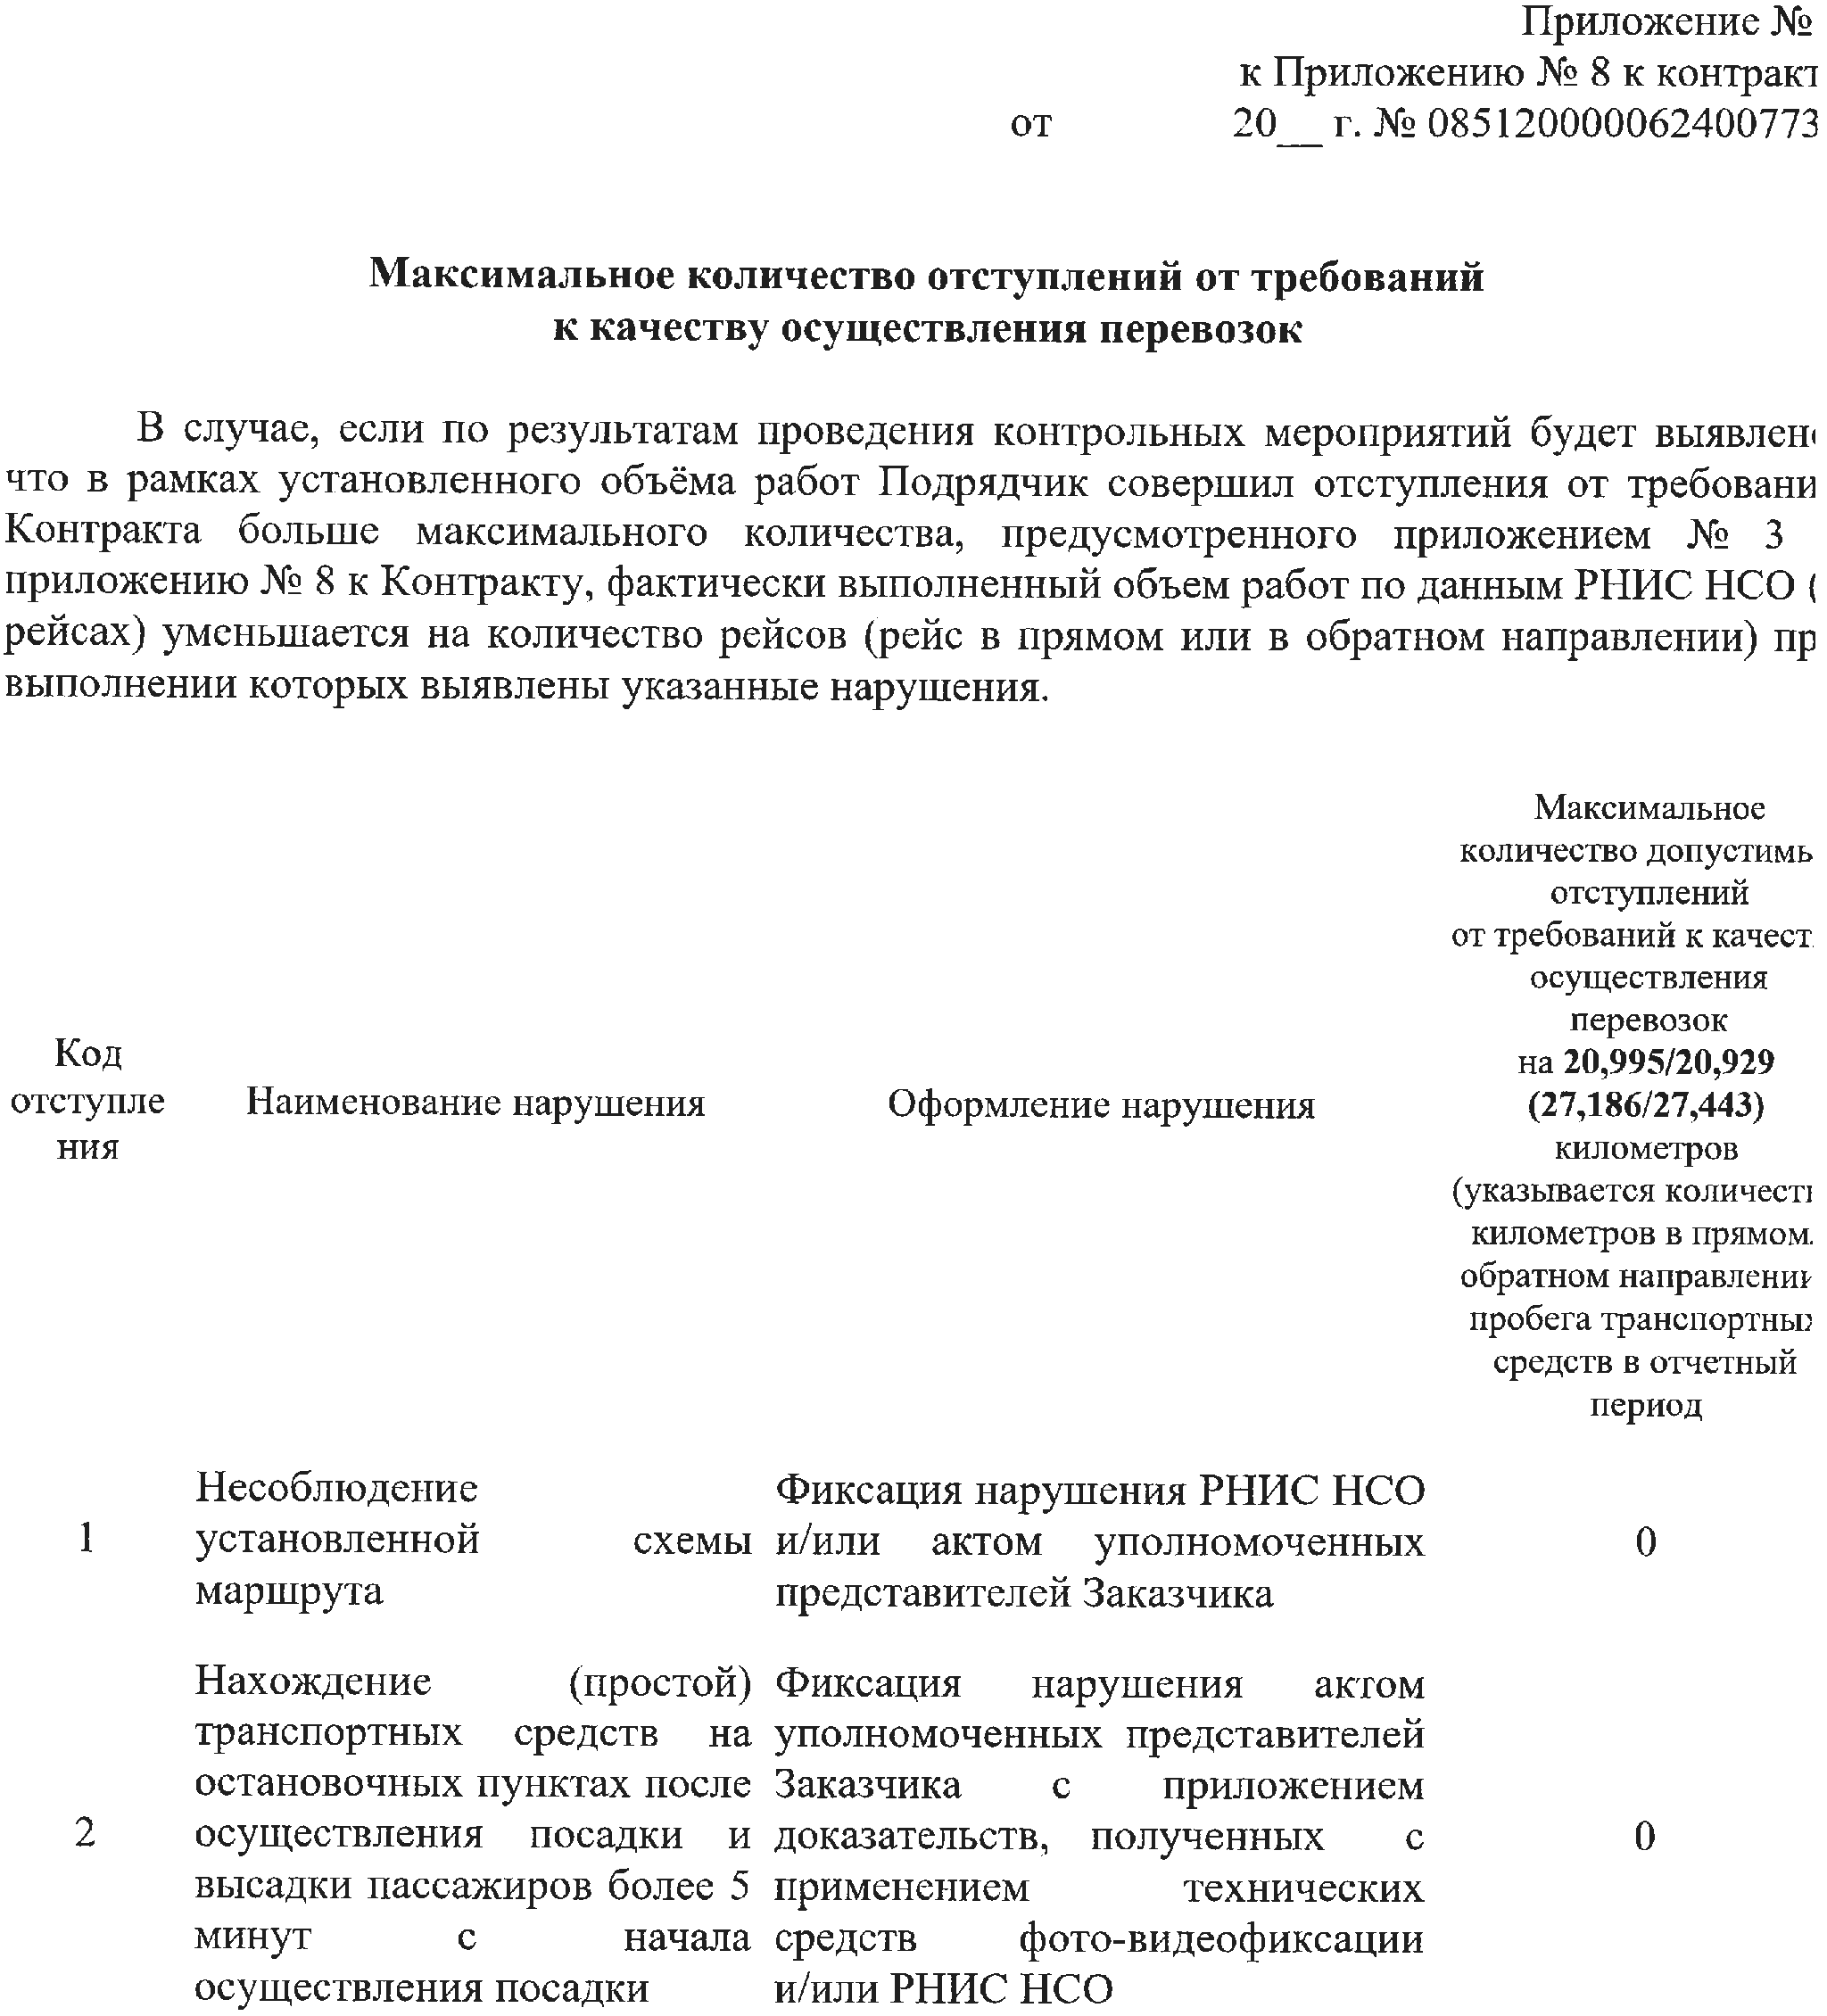 Приложение №
к Приложению № 8 к контракт
от 20__ г. № 085120000062400773
Максимальное количество отступлений от требований
к качеству осуществления перевозок
В случае, если по результатам проведения контрольных мероприятий будет выявлен
что в рамках установленного объёма работ Подрядчик совершил отступления от требовани
Контракта больше максимального количества, предусмотренного приложением № 3
приложению № 8 к Контракту, фактически выполненный объем работ по данным РНИС НСО (
рейсах) уменьшается на количество рейсов (рейс в прямом или в обратном направлении) пр
выполнении которых выявлены указанные нарушения.
Код
отступле
ния
Наименование нарушения
Оформление нарушения
Максимальное
количество допустимы
отступлений
от требований к качест
осуществления
перевозок
на 20,995/20,929
(27,186/27,443)
километров
(указывается количест
километров в прямом
обратном направлени
пробега транспортны
средств в отчетный
период
1
Несоблюдение
установленной схемы
маршрута
Фиксация нарушения РНИС НСО
и/или актом уполномоченных
представителей Заказчика
0
2
Нахождение (простой)
транспортных средств на
остановочных пунктах после
осуществления посадки и
высадки пассажиров более 5
минут с начала
осуществления посадки
Фиксация нарушения актом
уполномоченных представителей
Заказчика с приложением
доказательств, полученных с
применением технических
средств фото-видеофиксации
и/или РНИС НСО
0